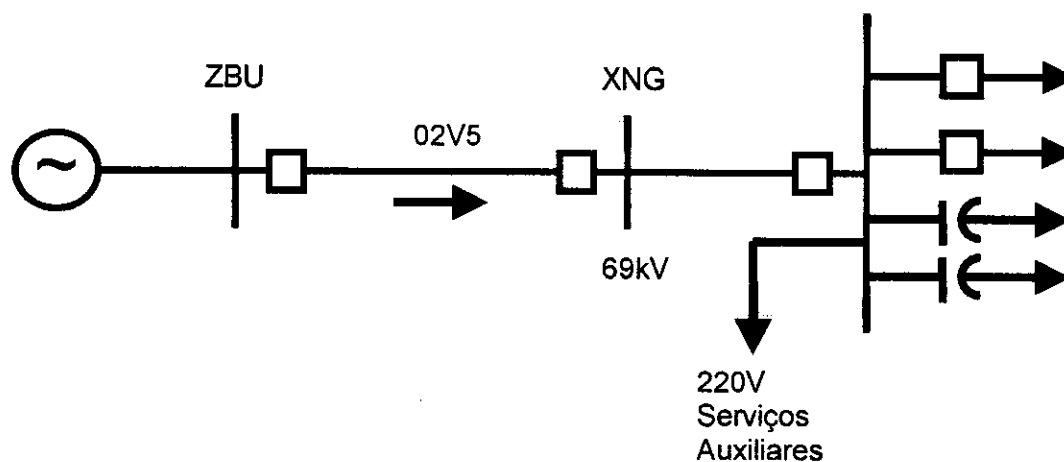 ZBU
XNG
02V5
69kV
220V
Serviços
Auxiliares